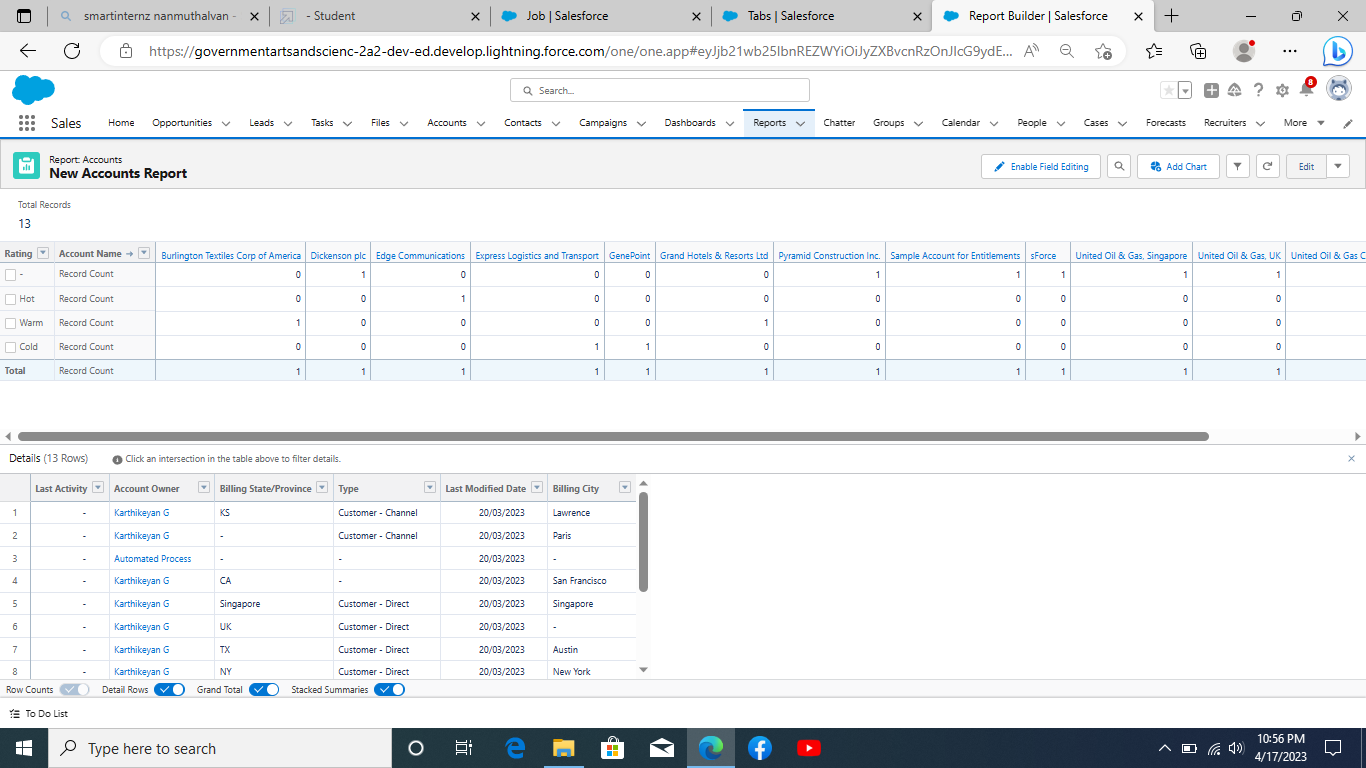 smartinternz nanmuthalvan -
- Student
Job | Salesforce
Tabs | Salesforce
Report Builder | Salesforce
https://governmentartsandscienc-2a2-dev-ed.develop.lightning.force.com/one/one.app#eyJjb21wb25lbnREZWYiOiJyZXBvcnRzOnJlcG9ydE...
Search...
8
Sales Home Opportunities Leads Tasks Files Accounts Contacts Campaigns Dashboards Reports Chatter Groups Calendar People Cases Forecasts Recruiters More
Report: Accounts
New Accounts Report
Enable Field Editing Add Chart Edit
Total Records
13
Rating Account Name → Burlington Textiles Corp of America Dickenson plc Edge Communications Express Logistics and Transport GenePoint Grand Hotels & Resorts Ltd Pyramid Construction Inc. Sample Account for Entitlements sForce United Oil & Gas, Singapore United Oil & Gas, UK United Oil & Gas C
- Record Count 0 1 0 0 0 0 1 1 1 1 1
Hot Record Count 0 0 1 0 0 0 0 0 0 0 0
Warm Record Count 1 0 0 0 0 1 0 0 0 0 0
Cold Record Count 0 0 0 1 1 0 0 0 0 0 0
Total Record Count 1 1 1 1 1 1 1 1 1 1 1
Details (13 Rows) Click an intersection in the table above to filter details.
Last Activity Account Owner Billing State/Province Type Last Modified Date Billing City
1 - Karthikeyan G KS Customer - Channel 20/03/2023 Lawrence
2 - Karthikeyan G - Customer - Channel 20/03/2023 Paris
3 - Automated Process - - 20/03/2023 -
4 - Karthikeyan G CA - 20/03/2023 San Francisco
5 - Karthikeyan G Singapore Customer - Direct 20/03/2023 Singapore
6 - Karthikeyan G UK Customer - Direct 20/03/2023 -
7 - Karthikeyan G TX Customer - Direct 20/03/2023 Austin
8 - Karthikeyan G NY Customer - Direct 20/03/2023 New York
Row Counts Detail Rows Grand Total Stacked Summaries
To Do List
Type here to search
10:56 PM
4/17/2023